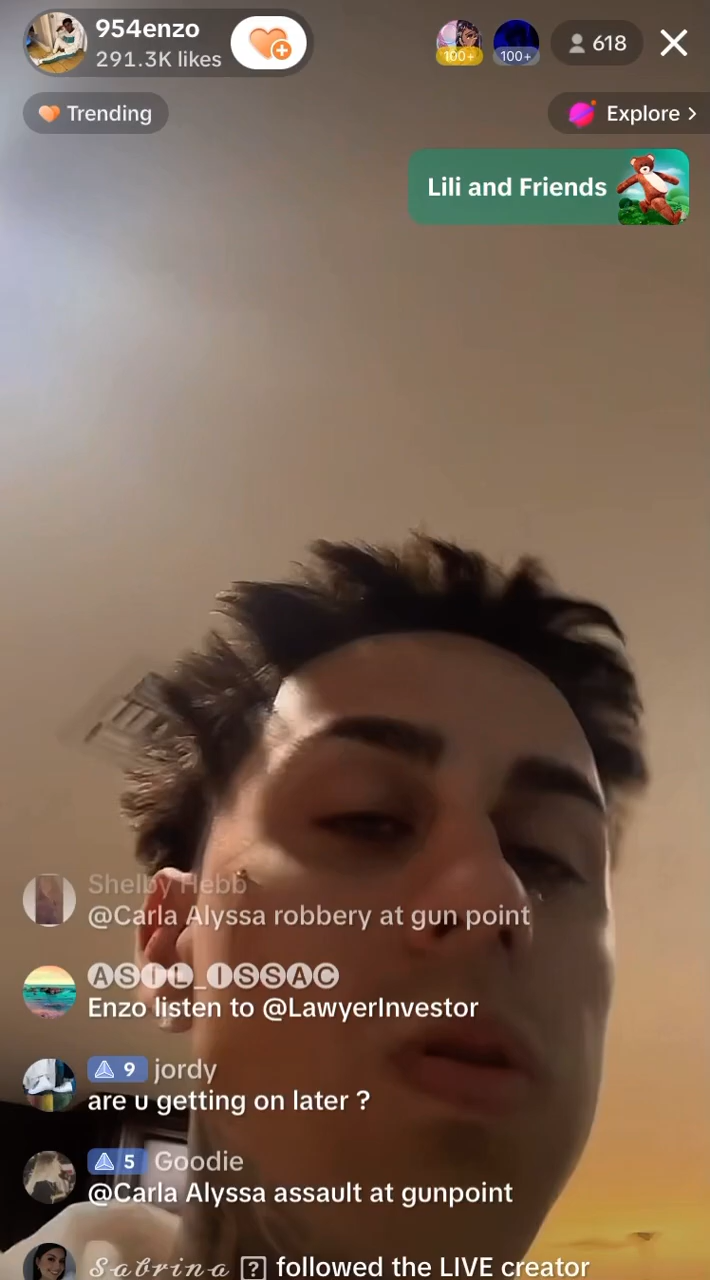 954enzo
291.3K likes
100+
100+
618
Trending
Explore
Lili and Friends
Shelby Hebb
@Carla Alyssa robbery at gun point
🅐🅢🅘🅛_🅘🅢🅢🅐🅒
Enzo listen to @LawyerInvestor
9 jordy
are u getting on later ?
5 Goodie
@Carla Alyssa assault at gunpoint
𝓢𝓪𝓫𝓻𝓲𝓷𝓪 ? followed the LIVE creator